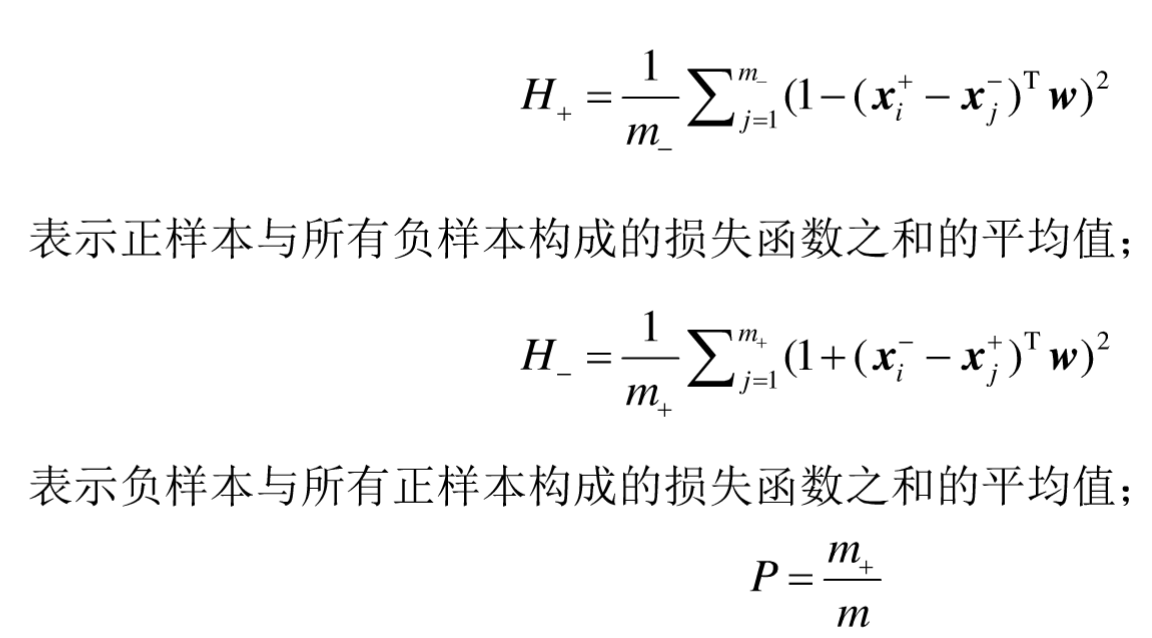 $H_+ = \frac{1}{m_-} \sum_{j=1}^{m_-} (1 - (\boldsymbol{x}_i^+ - \boldsymbol{x}_j^-)^{\mathrm{T}} \boldsymbol{w})^2$
表示正样本与所有负样本构成的损失函数之和的平均值；
$H_- = \frac{1}{m_+} \sum_{j=1}^{m_+} (1 + (\boldsymbol{x}_i^- - \boldsymbol{x}_j^+)^{\mathrm{T}} \boldsymbol{w})^2$
表示负样本与所有正样本构成的损失函数之和的平均值；
$P = \frac{m_+}{m}$